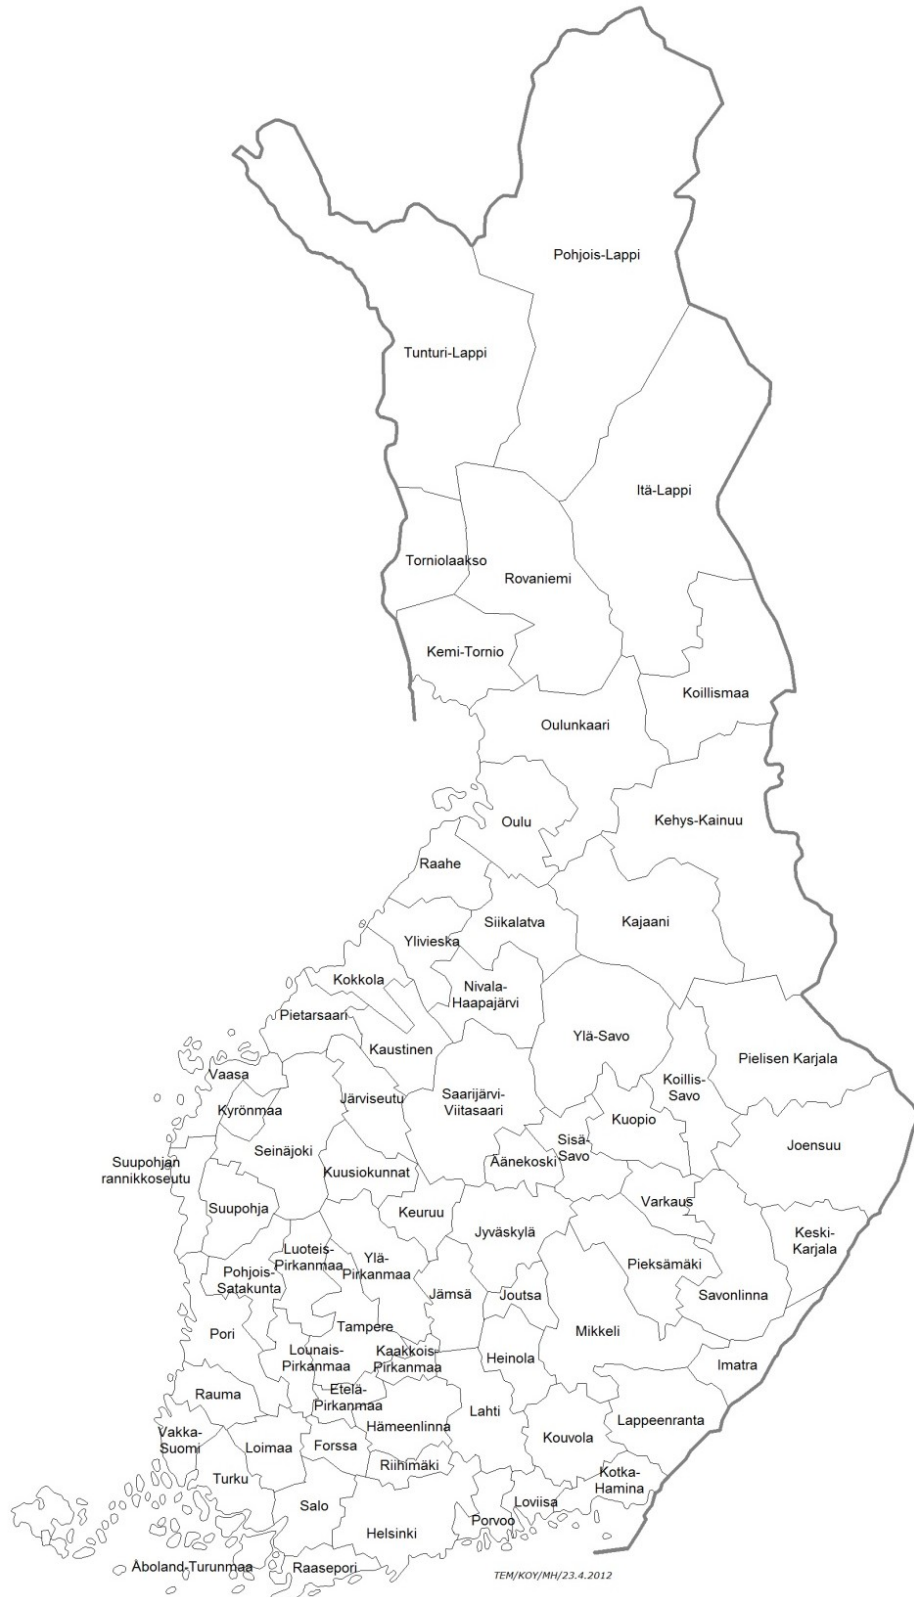 Pohjois-Lappi
Tunturi-Lappi
Itä-Lappi
Torniolaakso
Rovaniemi
Kemi-Tornio
Koillismaa
Oulunkaari
Oulu
Kehys-Kainuu
Raahe
Siikalatva
Kajaani
Ylivieska
Kokkola
Nivala-
Haapajärvi
Pietarsaari
Kaustinen
Ylä-Savo
Pielisen Karjala
Vaasa
Koillis-
Savo
Kyrönmaa
Järviseutu
Saarijärvi-
Viitasaari
Kuopio
Seinäjoki
Sisä-
Savo
Joensuu
Suupohjan
rannikkoseutu
Kuusiokunnat
Äänekoski
Suupohja
Keuruu
Varkaus
Jyväskylä
Keski-
Karjala
Luoteis-
Pirkanmaa
Ylä-
Pirkanmaa
Pieksämäki
Pohjois-
Satakunta
Jämsä
Joutsa
Savonlinna
Pori
Tampere
Mikkeli
Lounais-
Pirkanmaa
Kaakkois-
Pirkanmaa
Heinola
Imatra
Rauma
Etelä-
Pirkanmaa
Hämeenlinna
Lahti
Lappeenranta
Vakka-
Suomi
Loimaa
Forssa
Kouvola
Turku
Riihimäki
Kotka-
Hamina
Salo
Loviisa
Helsinki
Porvoo
Åboland-Turunmaa
Raasepori
TEM/KOY/MH/23.4.2012